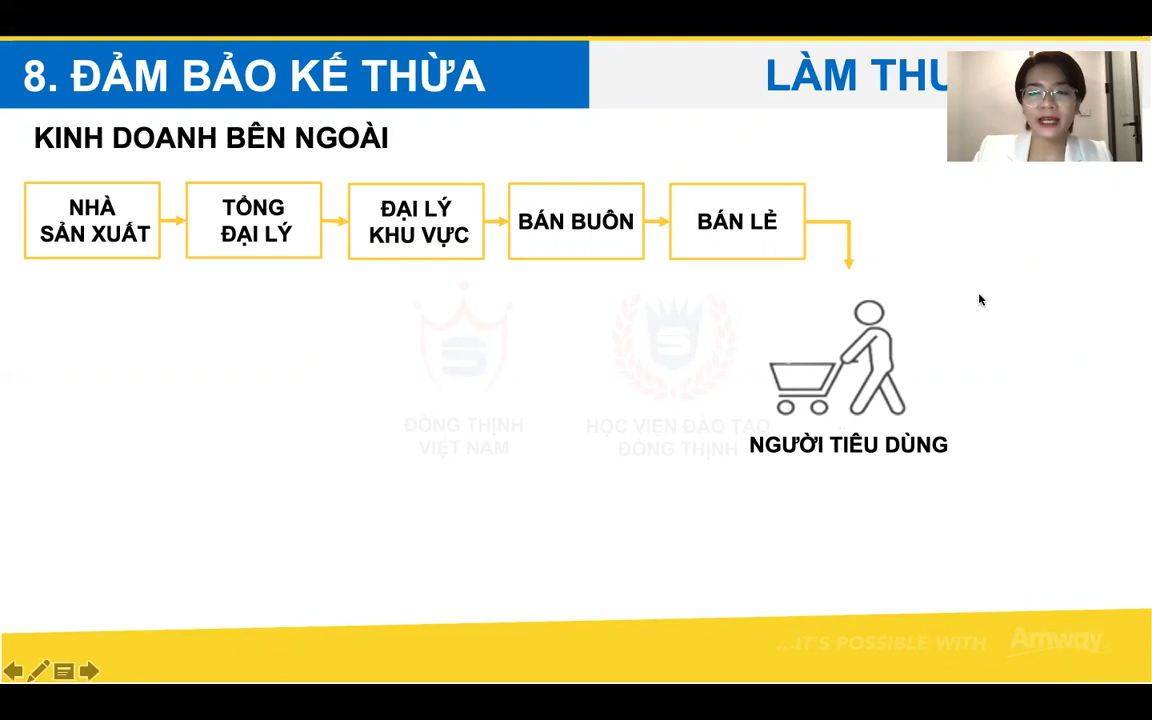 8. ĐẢM BẢO KẾ THỪA
LÀM THU
KINH DOANH BÊN NGOÀI
NHÀ
SẢN XUẤT
TỔNG
ĐẠI LÝ
ĐẠI LÝ
KHU VỰC
BÁN BUÔN
BÁN LẺ
ĐỒNG THỊNH
VIỆT NAM
HỌC VIỆN ĐÀO TẠO
ĐỒNG THỊNH
NGƯỜI TIÊU DÙNG
...IT'S POSSIBLE WITH Amway